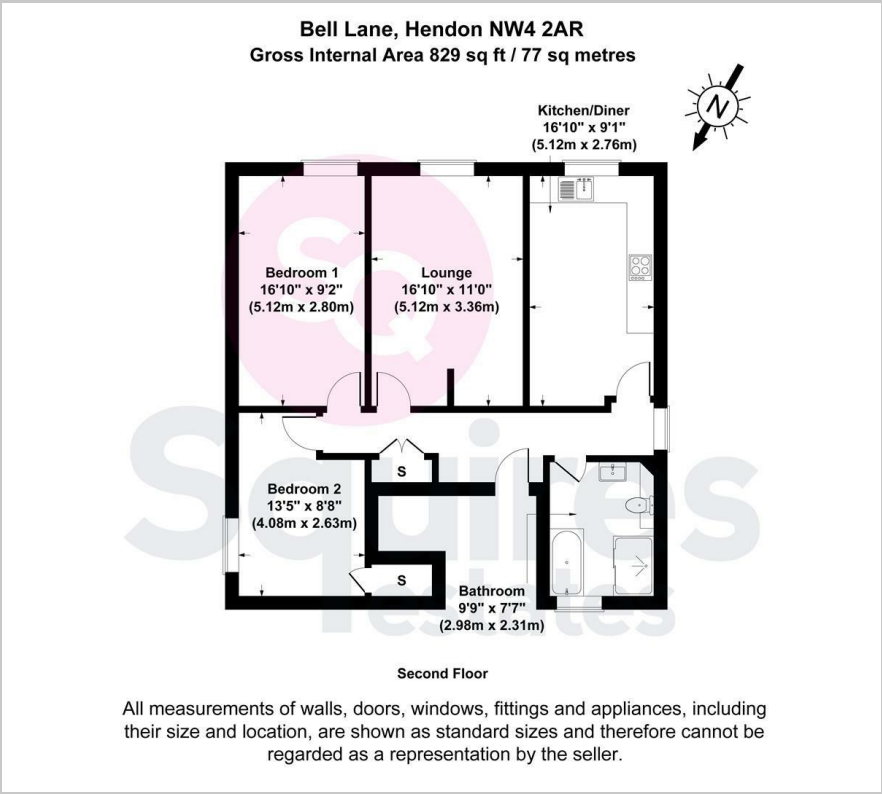 Bell Lane, Hendon NW4 2AR
Gross Internal Area 829 sq ft / 77 sq metres
N
Kitchen/Diner
16'10" x 9'1"
(5.12m x 2.76m)
SQ
Bedroom 1
16'10" x 9'2"
(5.12m x 2.80m)
Lounge
16'10" x 11'0"
(5.12m x 3.36m)
Squires
estates
S
Bedroom 2
13'5" x 8'8"
(4.08m x 2.63m)
S
Bathroom
9'9" x 7'7"
(2.98m x 2.31m)
Second Floor
All measurements of walls, doors, windows, fittings and appliances, including
their size and location, are shown as standard sizes and therefore cannot be
regarded as a representation by the seller.